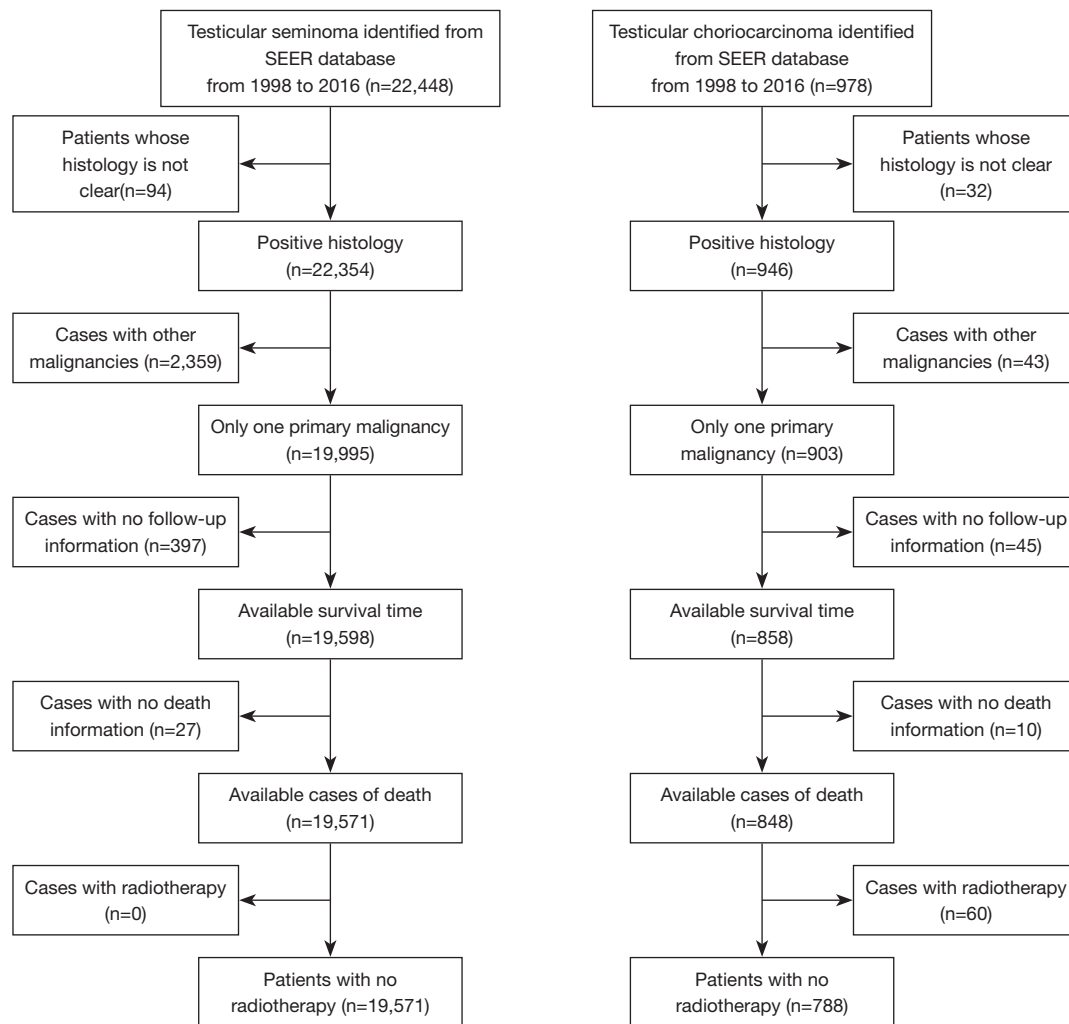 Testicular seminoma identified from
SEER database
from 1998 to 2016 (n=22,448)
Patients whose
histology is not
clear(n=94)
Positive histology
(n=22,354)
Cases with other
malignancies (n=2,359)
Only one primary malignancy
(n=19,995)
Cases with no follow-up
information (n=397)
Available survival time
(n=19,598)
Cases with no death
information (n=27)
Available cases of death
(n=19,571)
Cases with radiotherapy
(n=0)
Patients with no
radiotherapy (n=19,571)
Testicular choriocarcinoma identified
from SEER database
from 1998 to 2016 (n=978)
Patients whose
histology is not clear
(n=32)
Positive histology
(n=946)
Cases with other
malignancies (n=43)
Only one primary
malignancy (n=903)
Cases with no follow-up
information (n=45)
Available survival time
(n=858)
Cases with no death
information (n=10)
Available cases of death
(n=848)
Cases with radiotherapy
(n=60)
Patients with no
radiotherapy (n=788)